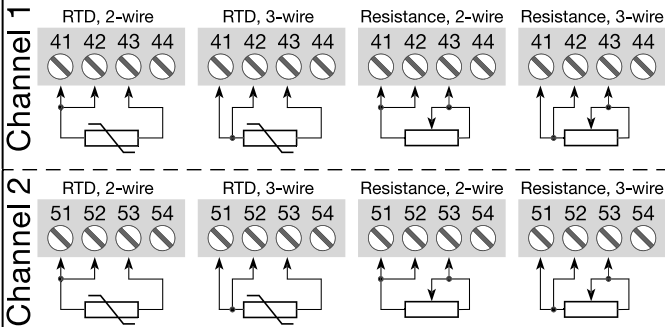 Channel 1
RTD, 2-wire
41 42 43 44
RTD, 3-wire
41 42 43 44
Resistance, 2-wire
41 42 43 44
Resistance, 3-wire
41 42 43 44
Channel 2
RTD, 2-wire
51 52 53 54
RTD, 3-wire
51 52 53 54
Resistance, 2-wire
51 52 53 54
Resistance, 3-wire
51 52 53 54